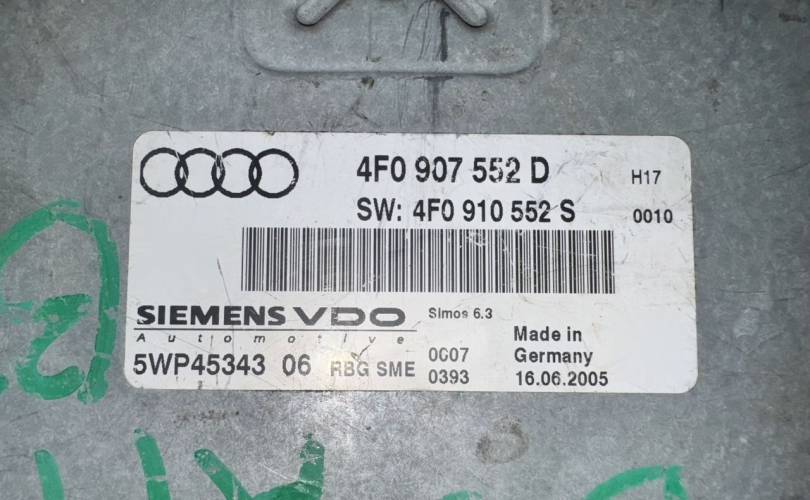 4F0 907 552 D H17
SW: 4F0 910 552 S 0010
SIEMENS VDO Simos 6.3
Automotive
Made in
5WP45343 06 RBG SME 0007 Germany
0393 16.06.2005